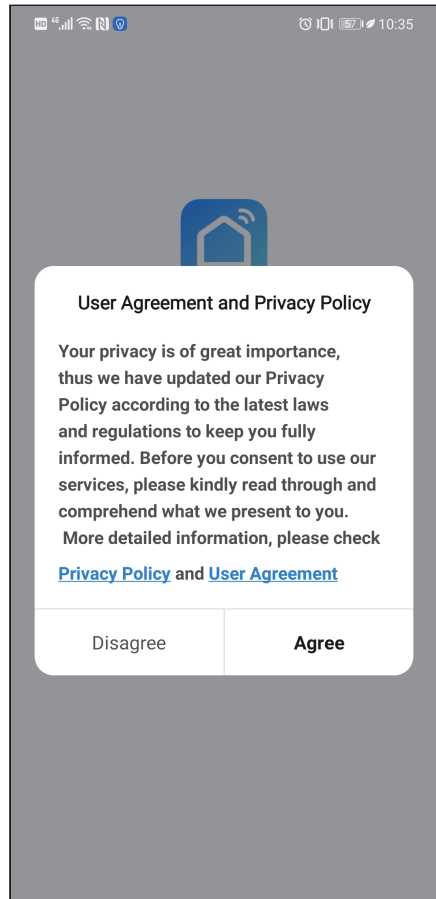 HD 4G 57 10:35
User Agreement and Privacy Policy
Your privacy is of great importance,
thus we have updated our Privacy
Policy according to the latest laws
and regulations to keep you fully
informed. Before you consent to use our
services, please kindly read through and
comprehend what we present to you.
More detailed information, please check
Privacy Policy and User Agreement
Disagree Agree